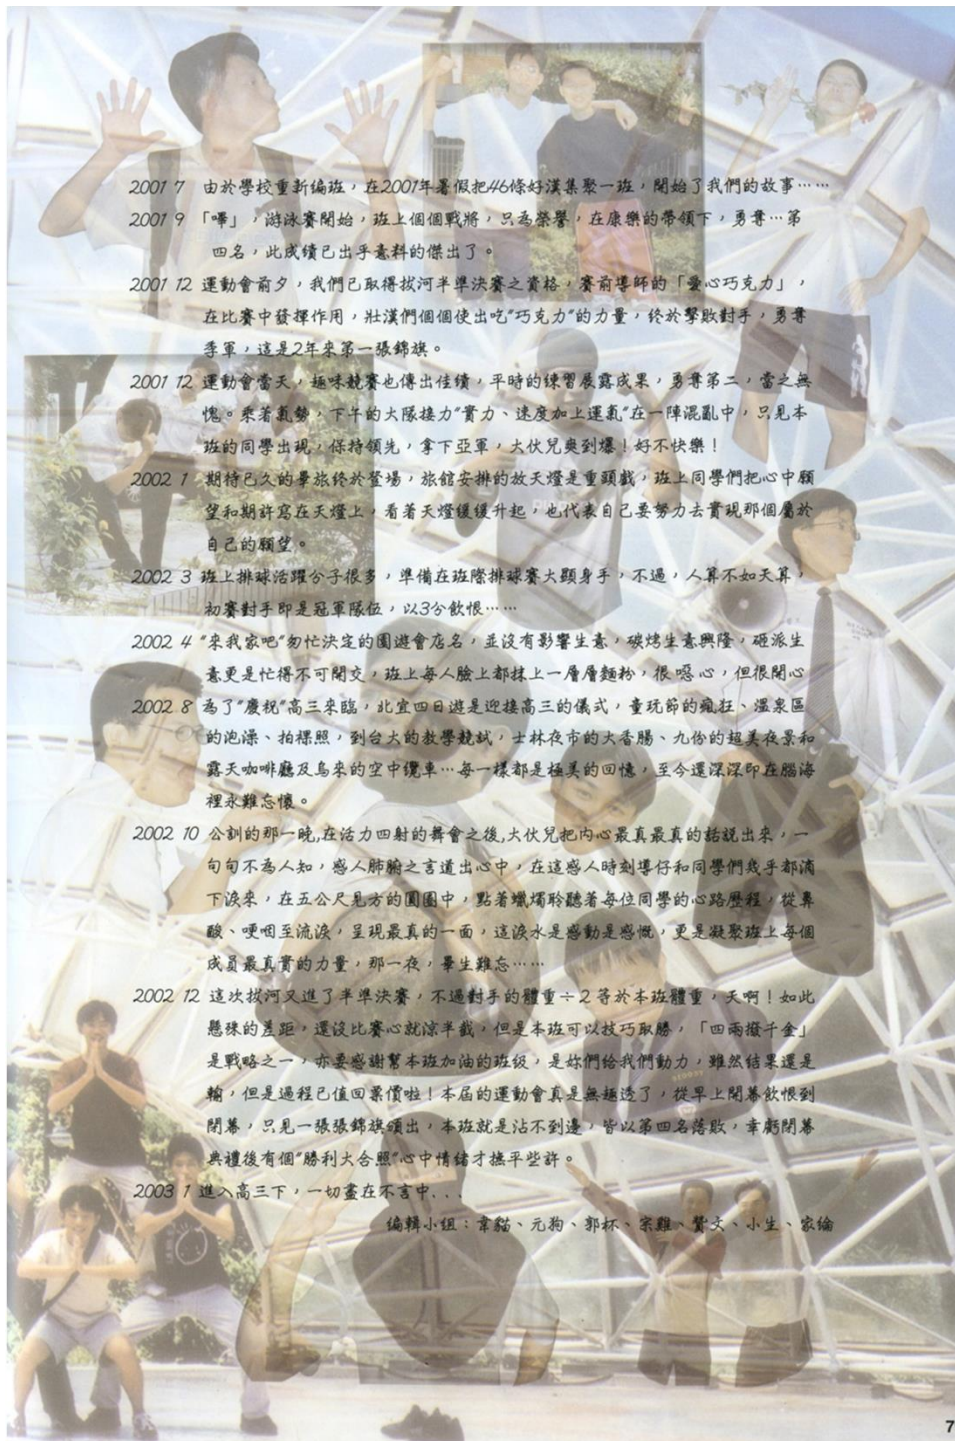 2001 7 由於學校重新編班，在2001年暑假把46條好漢集聚一班，開始了我們的故事……
2001 9 「嗶」，游泳賽開始，班上個個戰將，只為榮譽，在康樂的帶領下，勇奪…第
四名，此成績已出乎意料的傑出了。
2001 12 運動會前夕，我們已取得拔河半準決賽之資格，賽前導師的「愛心巧克力」，
在比賽中發揮作用，壯漢們個個使出吃"巧克力"的力量，終於擊敗對手，勇奪
季軍，這是2年來第一張錦旗。
2001 12 運動會當天，趣味競賽也傳出佳績，平時的練習展露成果，勇奪第二，當之無
愧。乘著氣勢，下午的大隊接力"實力、速度加上運氣"在一陣混亂中，只見本
班的同學出現，保持領先，拿下亞軍，大伙兒爽到爆！好不快樂！
2002 1 期待已久的畢旅終於登場，旅館安排的放天燈是重頭戲，班上同學們把心中願
望和期許寫在天燈上，看著天燈緩緩升起，也代表自己要努力去實現那個屬於
自己的願望。
2002 3 班上排球活躍分子很多，準備在班際排球賽大顯身手，不過，人算不如天算，
初賽對手即是冠軍隊伍，以3分飲恨……
2002 4 "來我家吧"匆忙決定的園遊會店名，並沒有影響生意，碳烤生意興隆，砸派生
意更是忙得不可開交，班上每人臉上都抹上一層層麵粉，很噁心，但很開心
2002 8 為了"慶祝"高三來臨，北宜四日遊是迎接高三的儀式，童玩節的瘋狂、溫泉區
的泡澡、拍裸照，到台大的教學競試，士林夜市的大香腸、九份的超美夜景和
露天咖啡廳及烏來的空中纜車…每一樣都是極美的回憶，至今還深深即在腦海
裡永難忘懷。
2002 10 公訓的那一晚,在活力四射的舞會之後,大伙兒把內心最真最真的話說出來，一
句句不為人知，感人肺腑之言道出心中，在這感人時刻導仔和同學們幾乎都滴
下淚來，在五公尺見方的圓圈中，點著蠟燭聆聽著每位同學的心路歷程，從鼻
酸、哽咽至流淚，呈現最真的一面，這淚水是感動是感慨，更是凝聚班上每個
成員最真實的力量，那一夜，畢生難忘……
2002 12 這次拔河又進了半準決賽，不過對手的體重÷2等於本班體重，天啊！如此
懸殊的差距，還沒比賽心就涼半截，但是本班可以技巧取勝，「四兩撥千金」
是戰略之一，亦要感謝幫本班加油的班級，是妳們給我們動力，雖然結果還是
輸，但是過程已值回票價啦！本屆的運動會真是無趣透了，從早上開幕飲恨到
閉幕，只見一張張錦旗頒出，本班就是沾不到邊，皆以第四名落敗，幸虧閉幕
典禮後有個"勝利大合照"心中情緒才撫平些許。
2003 1 進入高三下，一切盡在不言中...
編輯小組：韋貓、元狗、郭杯、宗雞、贊文、小生、家倫
7